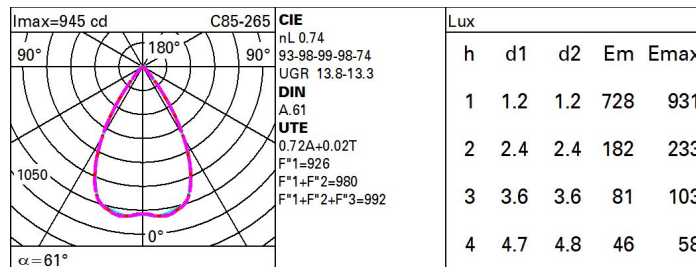 Imax=945 cd C85-265
90° 180° 90°
1050
0°
α=61°
CIE
nL 0.74
93-98-99-98-74
UGR 13.8-13.3
DIN
A.61
UTE
0.72A+0.02T
F"1=926
F"1+F"2=980
F"1+F"2+F"3=992
Lux
h d1 d2 Em Emax
1 1.2 1.2 728 931
2 2.4 2.4 182 233
3 3.6 3.6 81 103
4 4.7 4.8 46 58